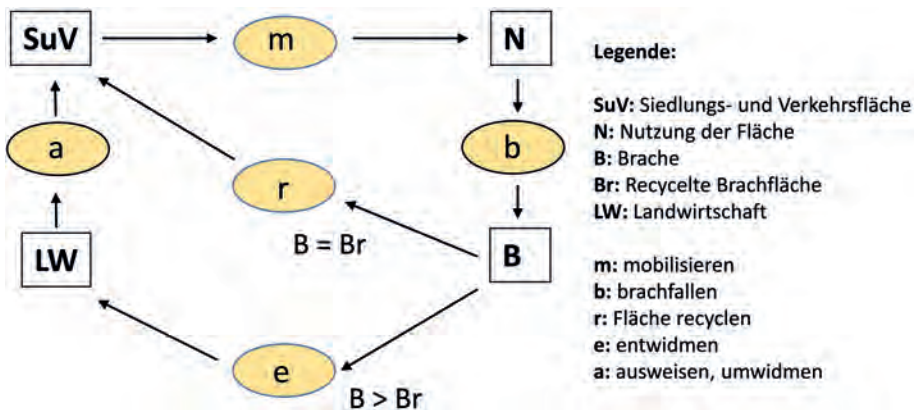 SuV
m
N
a
r
b
B = Br
LW
B
e
B > Br
Legende:
SuV: Siedlungs- und Verkehrsfläche
N: Nutzung der Fläche
B: Brache
Br: Recycelte Brachfläche
LW: Landwirtschaft
m: mobilisieren
b: brachfallen
r: Fläche recyclen
e: entwidmen
a: ausweisen, umwidmen